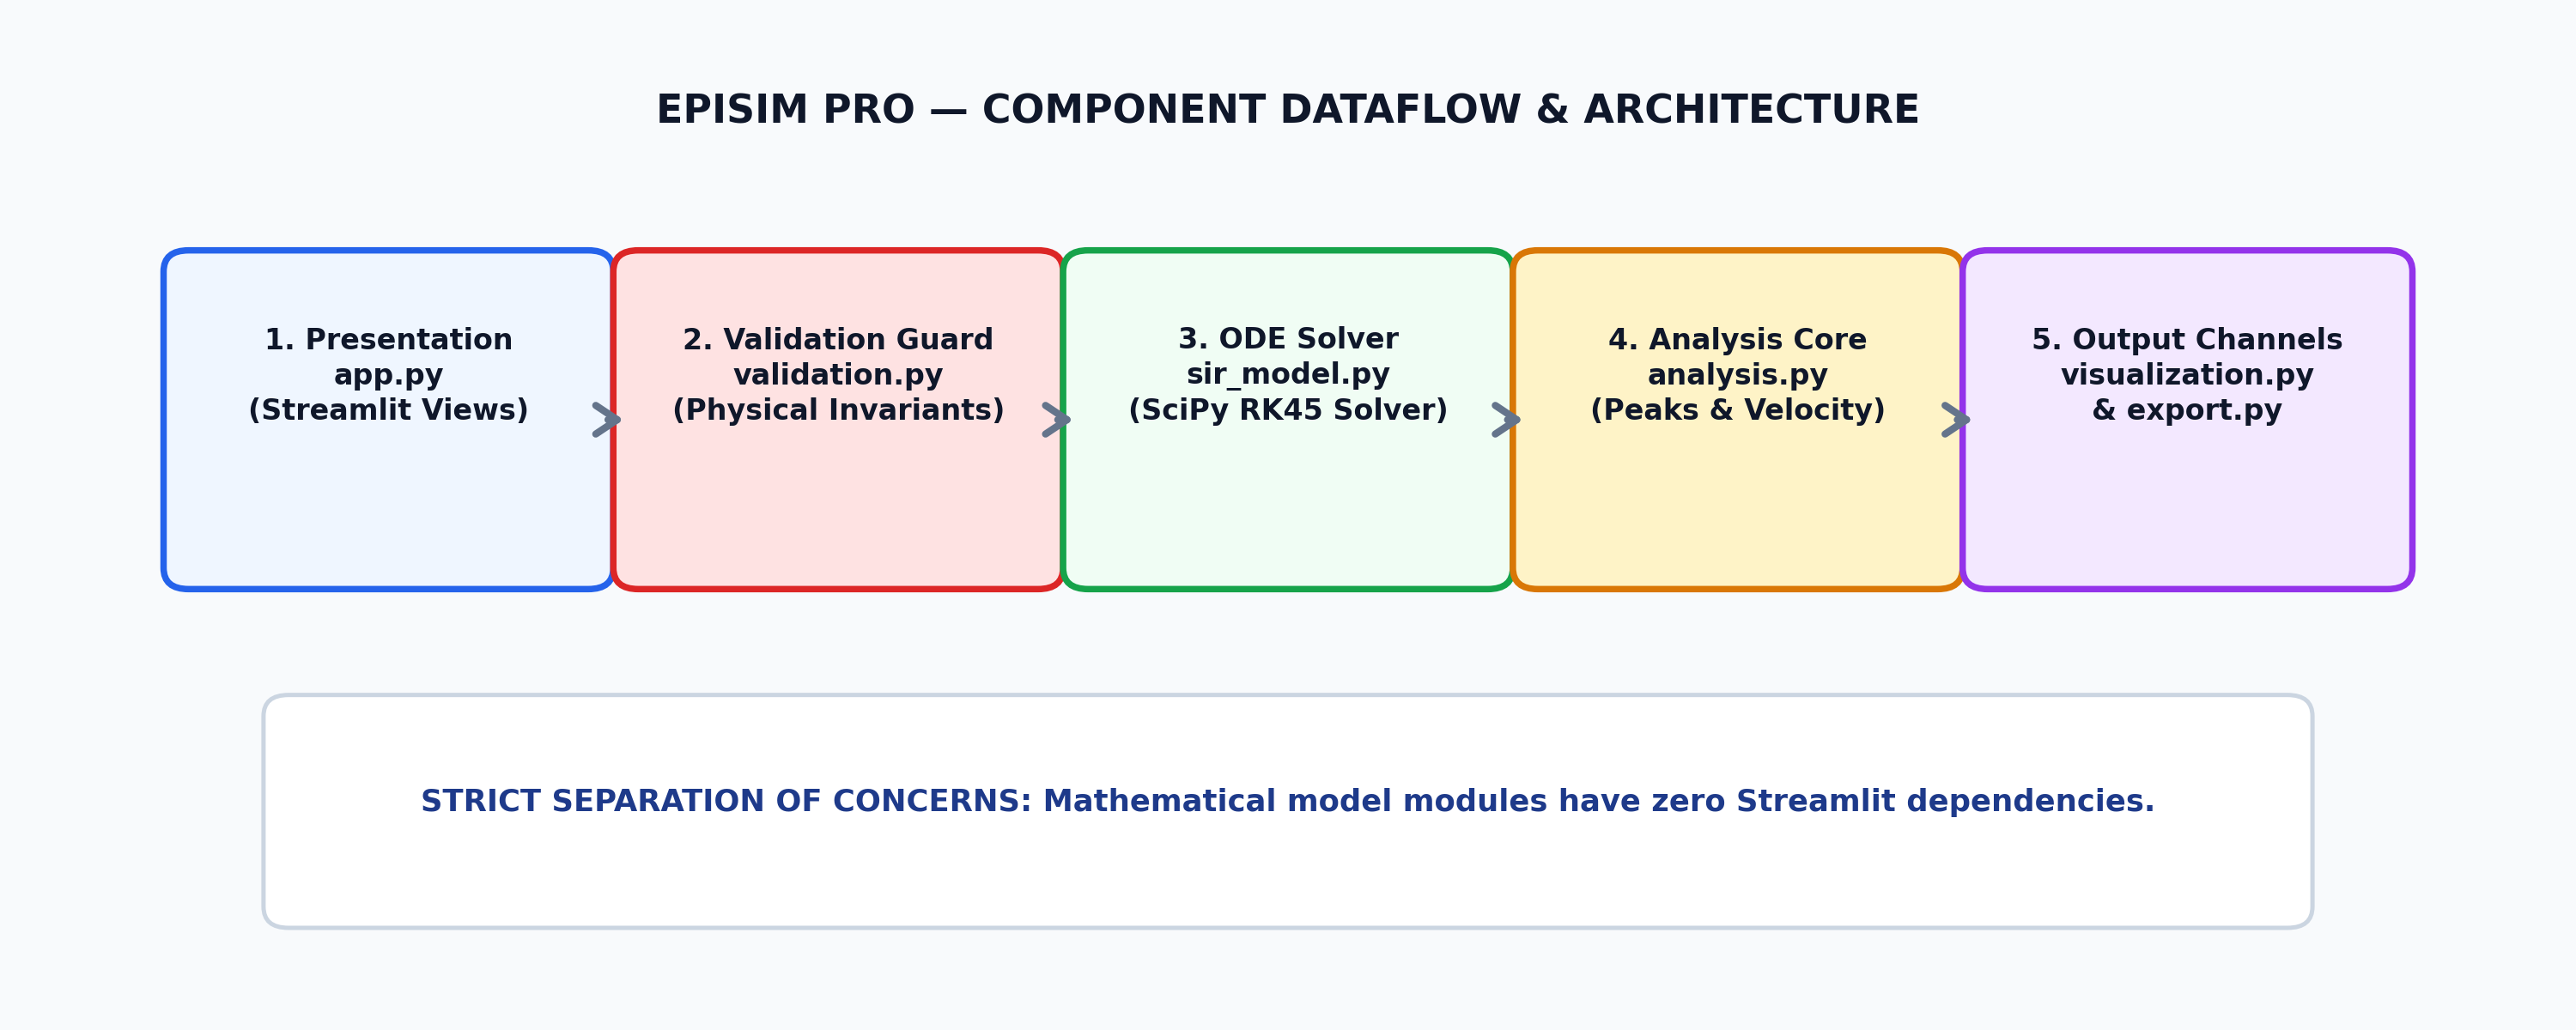 EPISIM PRO — COMPONENT DATAFLOW & ARCHITECTURE
1. Presentation
app.py
(Streamlit Views)
2. Validation Guard
validation.py
(Physical Invariants)
3. ODE Solver
sir_model.py
(SciPy RK45 Solver)
4. Analysis Core
analysis.py
(Peaks & Velocity)
5. Output Channels
visualization.py
& export.py
STRICT SEPARATION OF CONCERNS: Mathematical model modules have zero Streamlit dependencies.